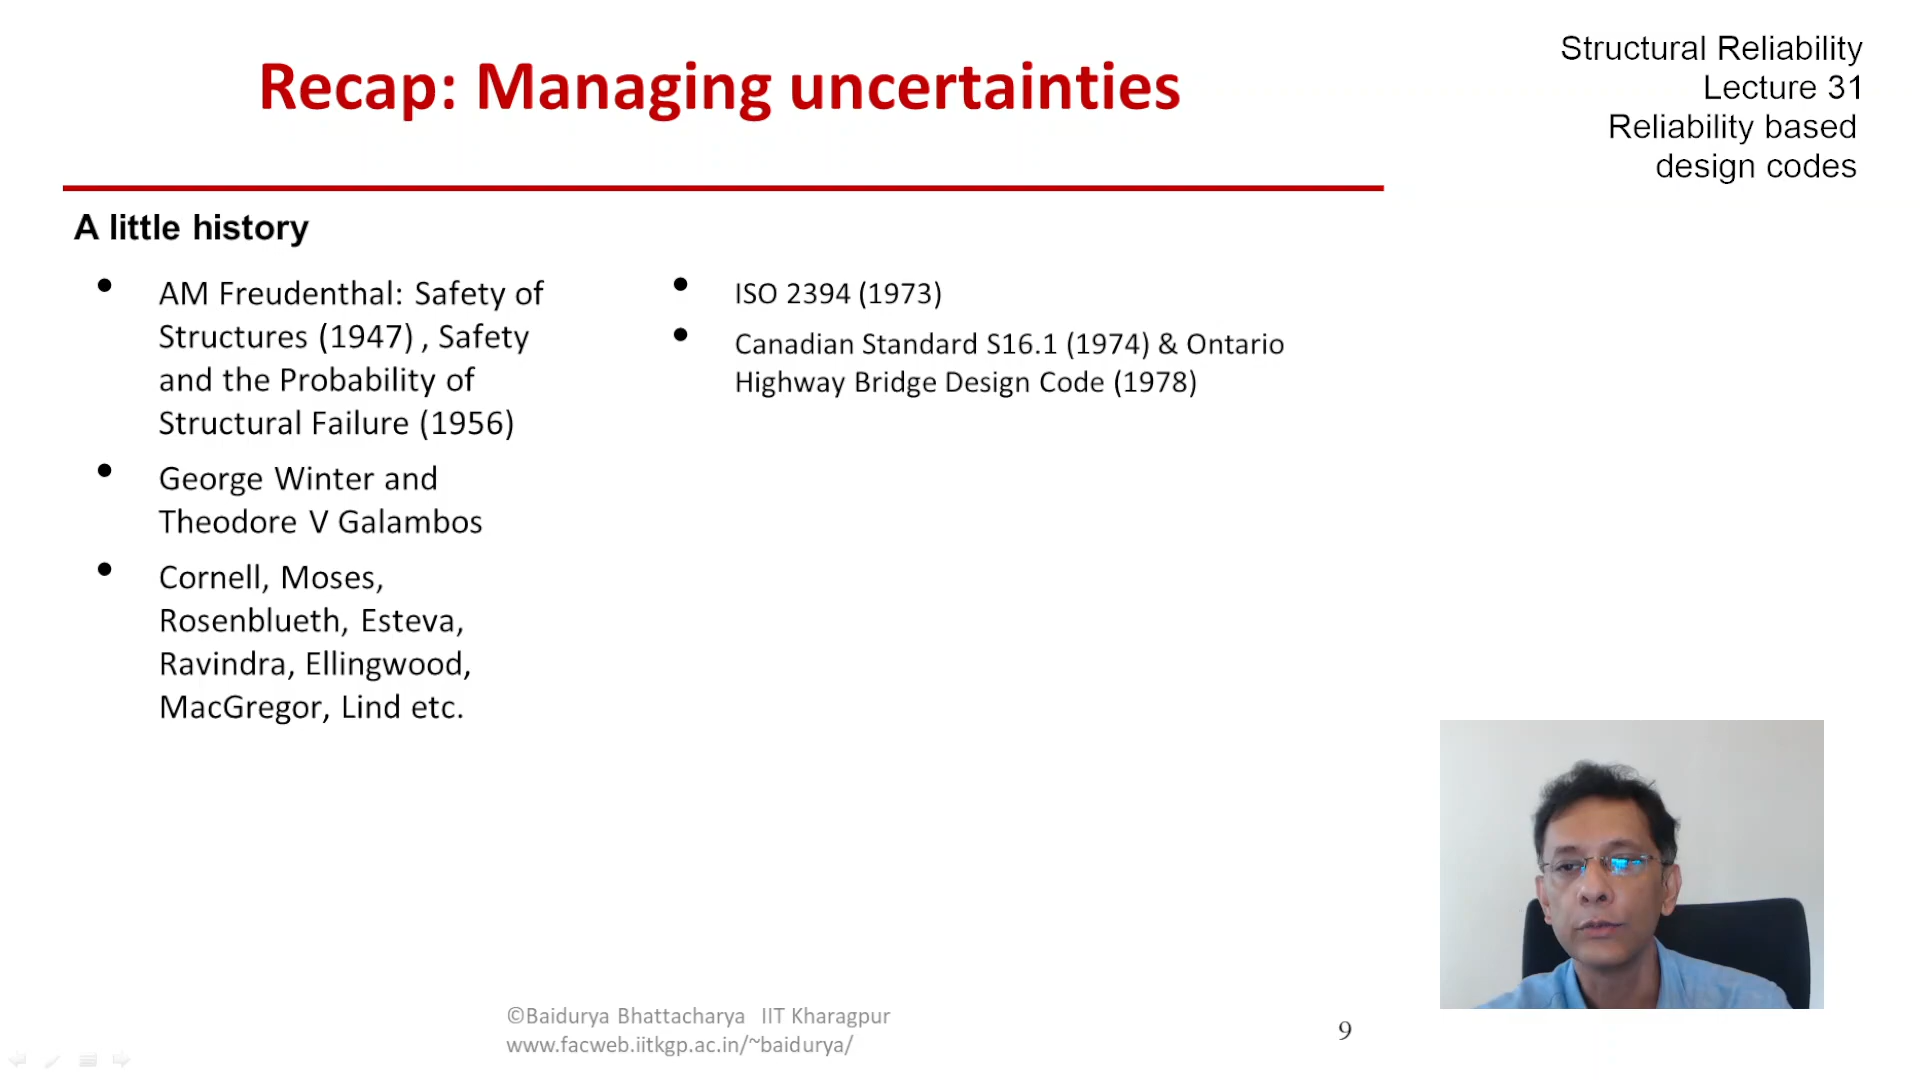 Recap: Managing uncertainties
Structural Reliability
Lecture 31
Reliability based
design codes
A little history
• AM Freudenthal: Safety of
Structures (1947) , Safety
and the Probability of
Structural Failure (1956)
• George Winter and
Theodore V Galambos
• Cornell, Moses,
Rosenblueth, Esteva,
Ravindra, Ellingwood,
MacGregor, Lind etc.
• ISO 2394 (1973)
• Canadian Standard S16.1 (1974) & Ontario
Highway Bridge Design Code (1978)
©Baidurya Bhattacharya IIT Kharagpur
www.facweb.iitkgp.ac.in/~baidurya/
9